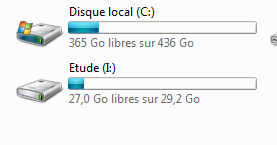 Disque local (C:)
365 Go libres sur 436 Go
Etude (I:)
27,0 Go libres sur 29,2 Go